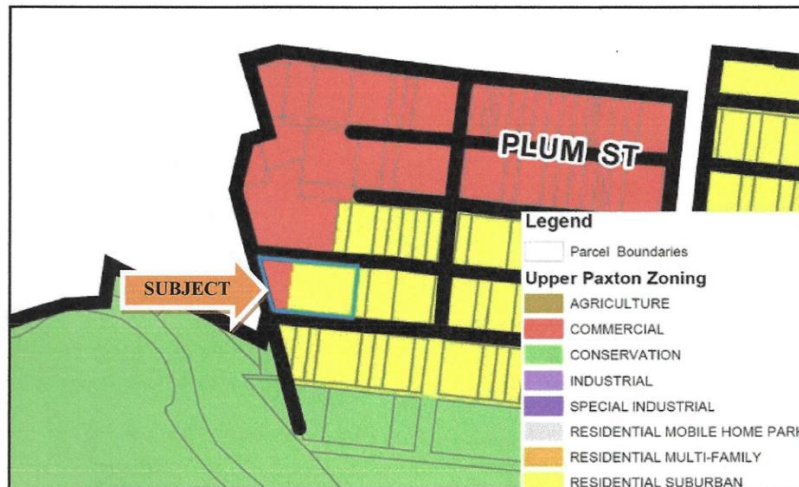 PLUM ST
SUBJECT
Legend
Parcel Boundaries
Upper Paxton Zoning
AGRICULTURE
COMMERCIAL
CONSERVATION
INDUSTRIAL
SPECIAL INDUSTRIAL
RESIDENTIAL MOBILE HOME PARK
RESIDENTIAL MULTI-FAMILY
RESIDENTIAL SUBURBAN